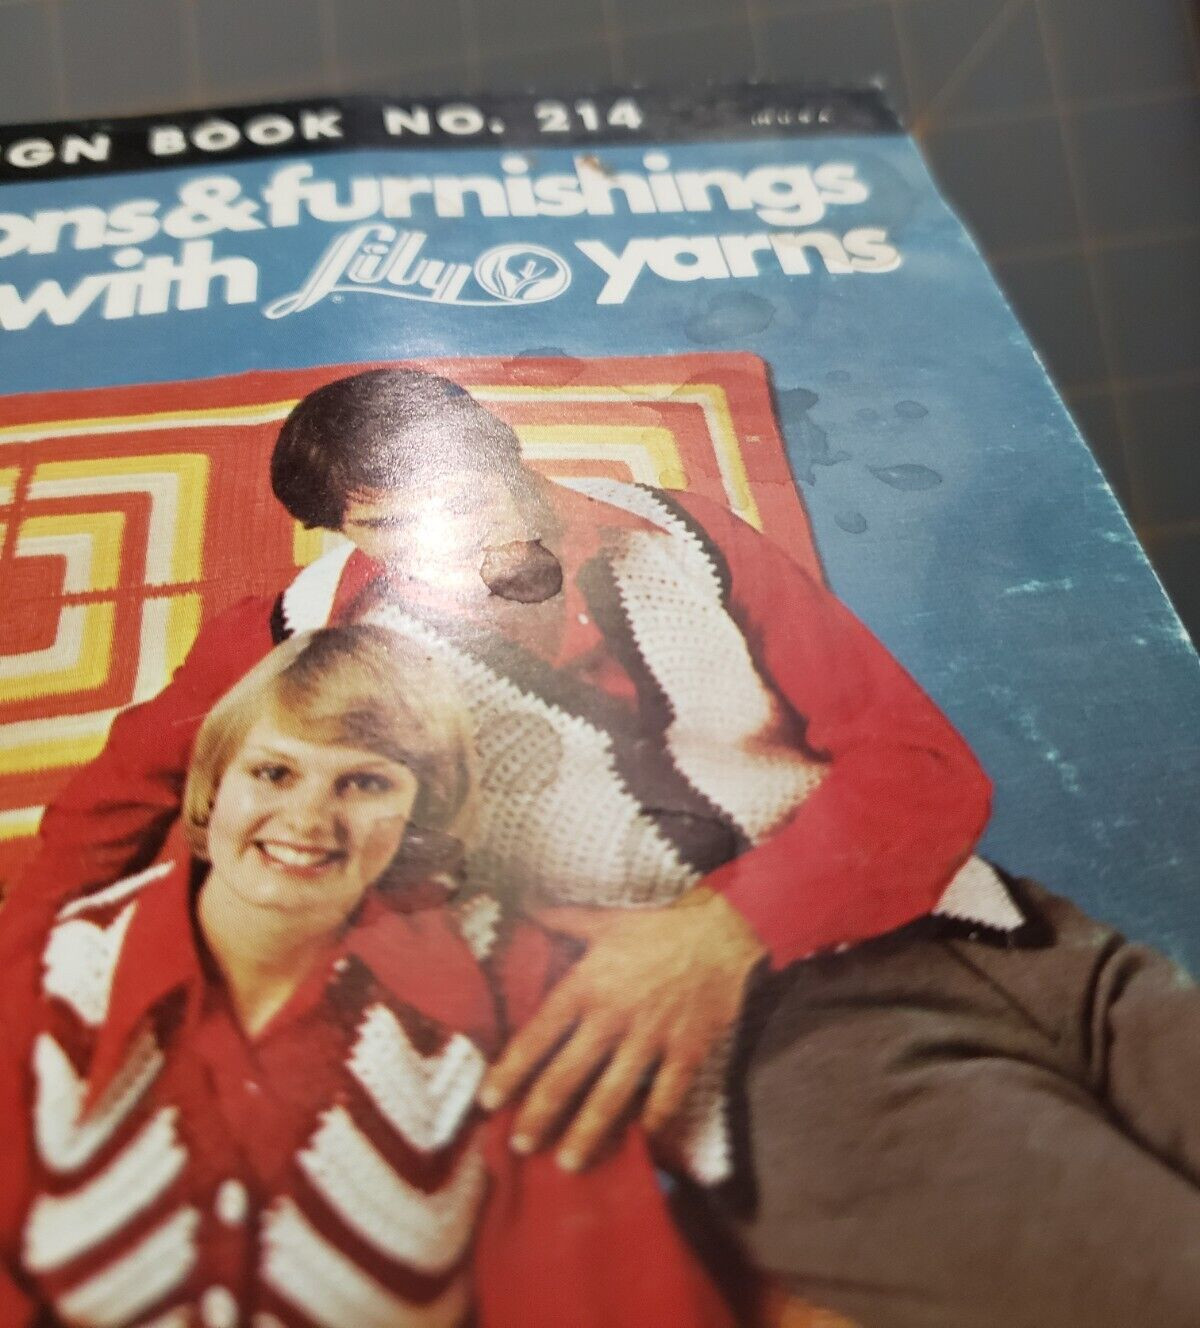 GN BOOK NO. 214
ons & furnishings
with Lily® yarns